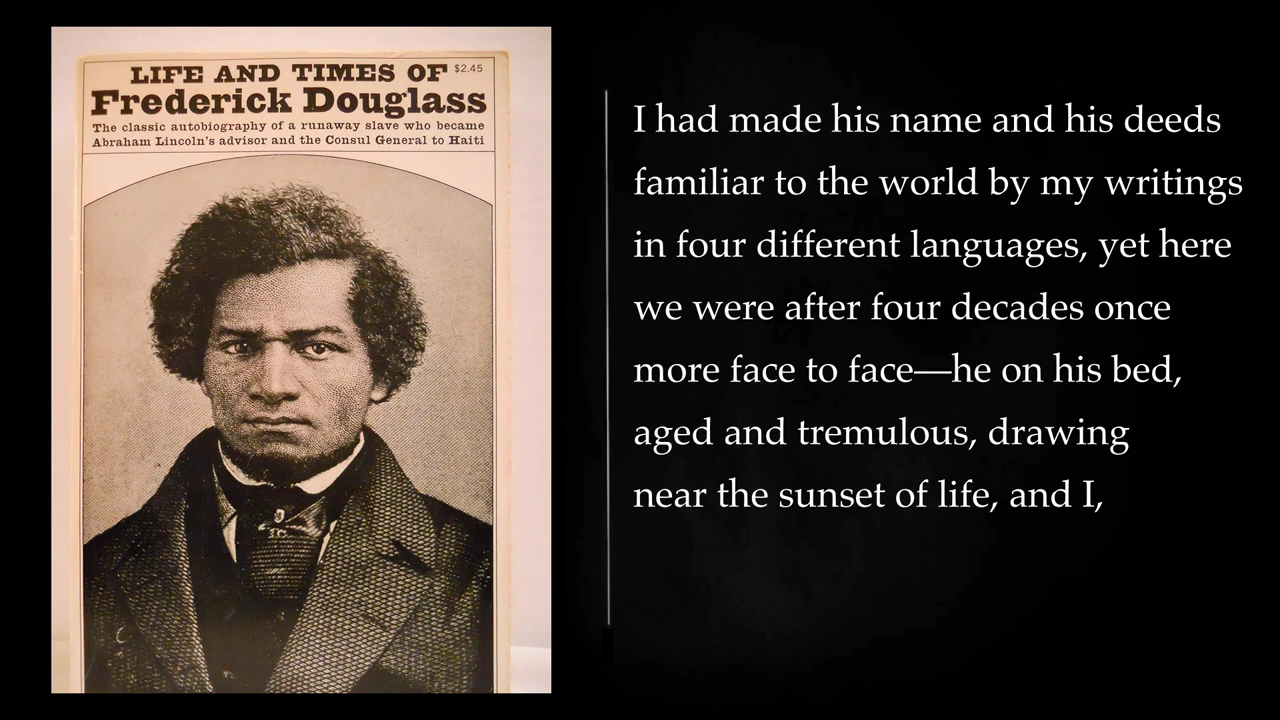 LIFE AND TIMES OF $2.45
Frederick Douglass
The classic autobiography of a runaway slave who became
Abraham Lincoln's advisor and the Consul General to Haiti
I had made his name and his deeds
familiar to the world by my writings
in four different languages, yet here
we were after four decades once
more face to face—he on his bed,
aged and tremulous, drawing
near the sunset of life, and I,